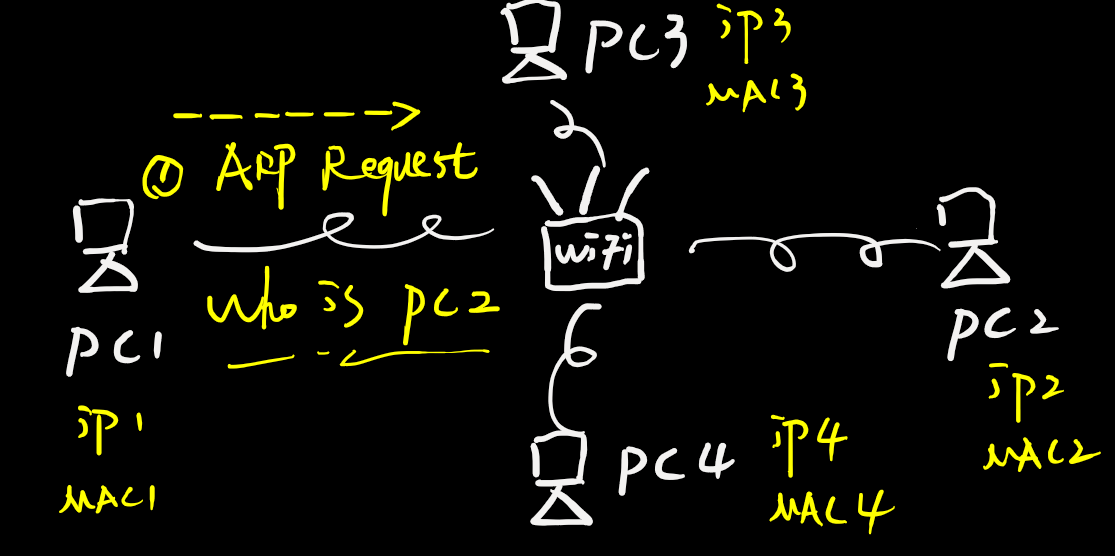 PC3 iP3
MAC3
① ARP Request
WiFi
Who is PC2
PC1
iP1
MAC1
PC2
iP2
MAC2
PC4 iP4
MAC4